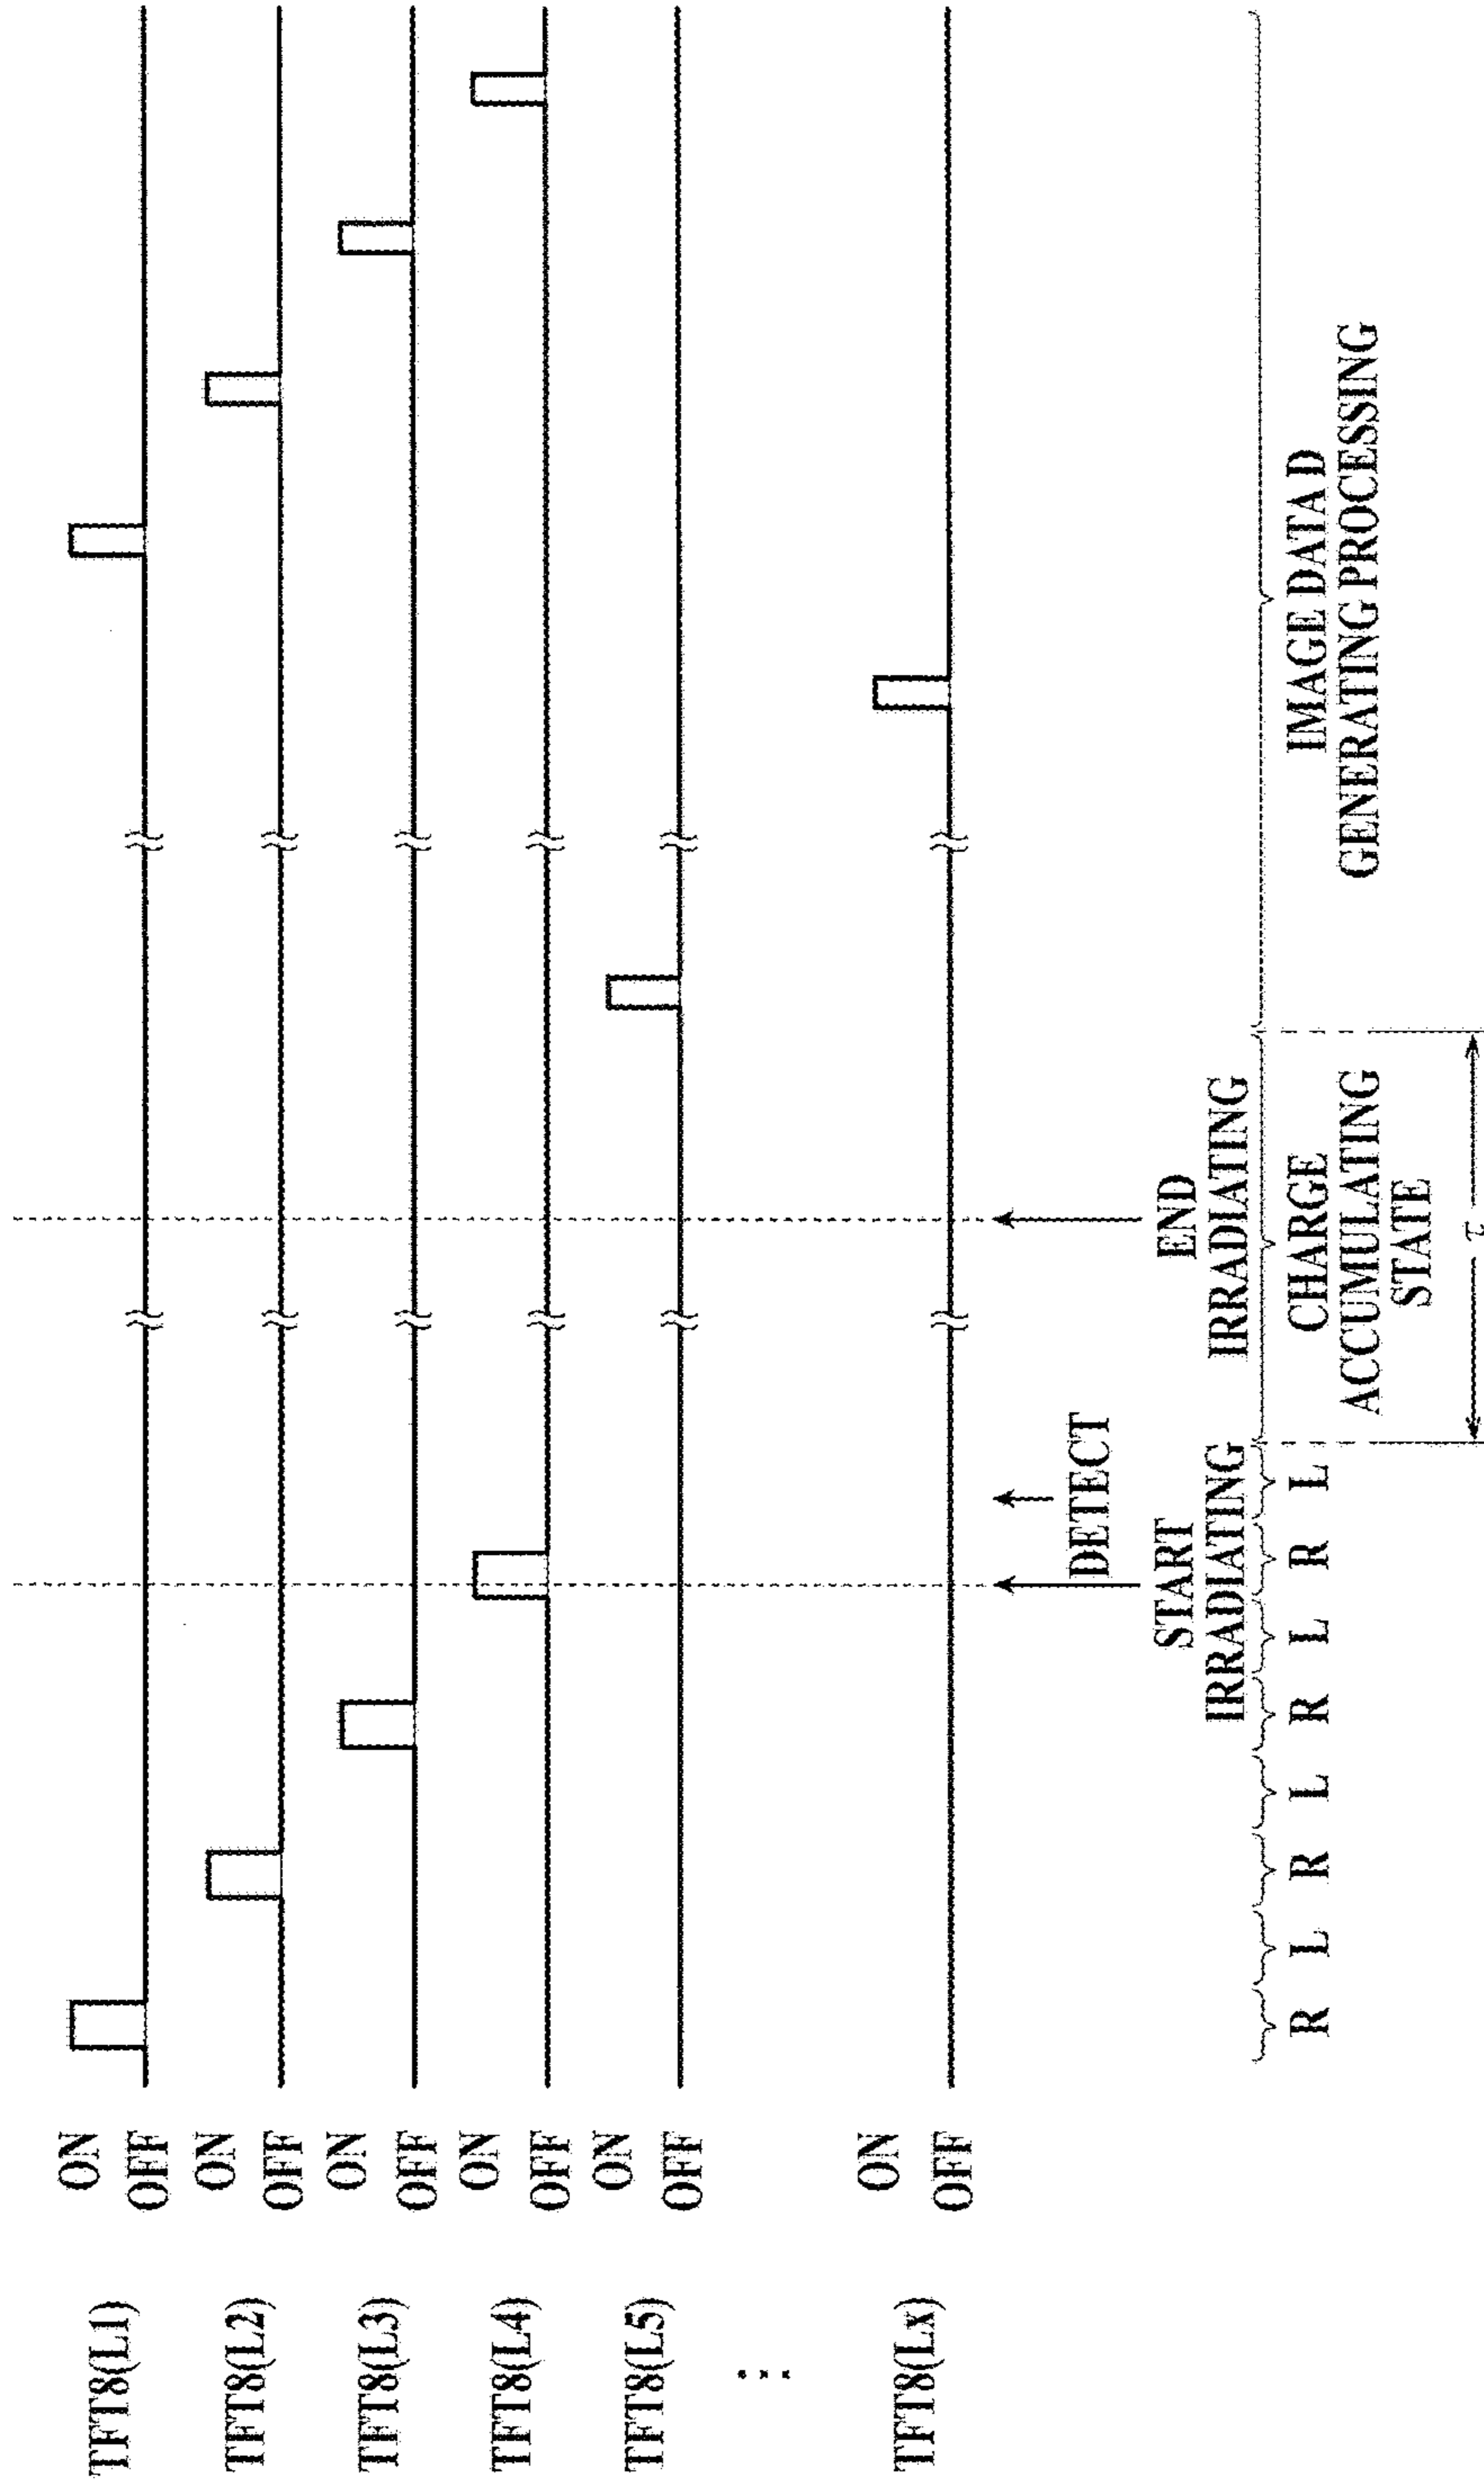 TFT8(L1)
ON
OFF
TFT8(L2)
ON
OFF
TFT8(L3)
ON
OFF
TFT8(L4)
ON
OFF
TFT8(L5)
ON
OFF
...
TFT8(Lx)
ON
OFF
DETECT
START
IRRADIATING
END
IRRADIATING
R L R L R L R L
CHARGE
ACCUMULATING
STATE
IMAGE DATA D
GENERATING PROCESSING
τ